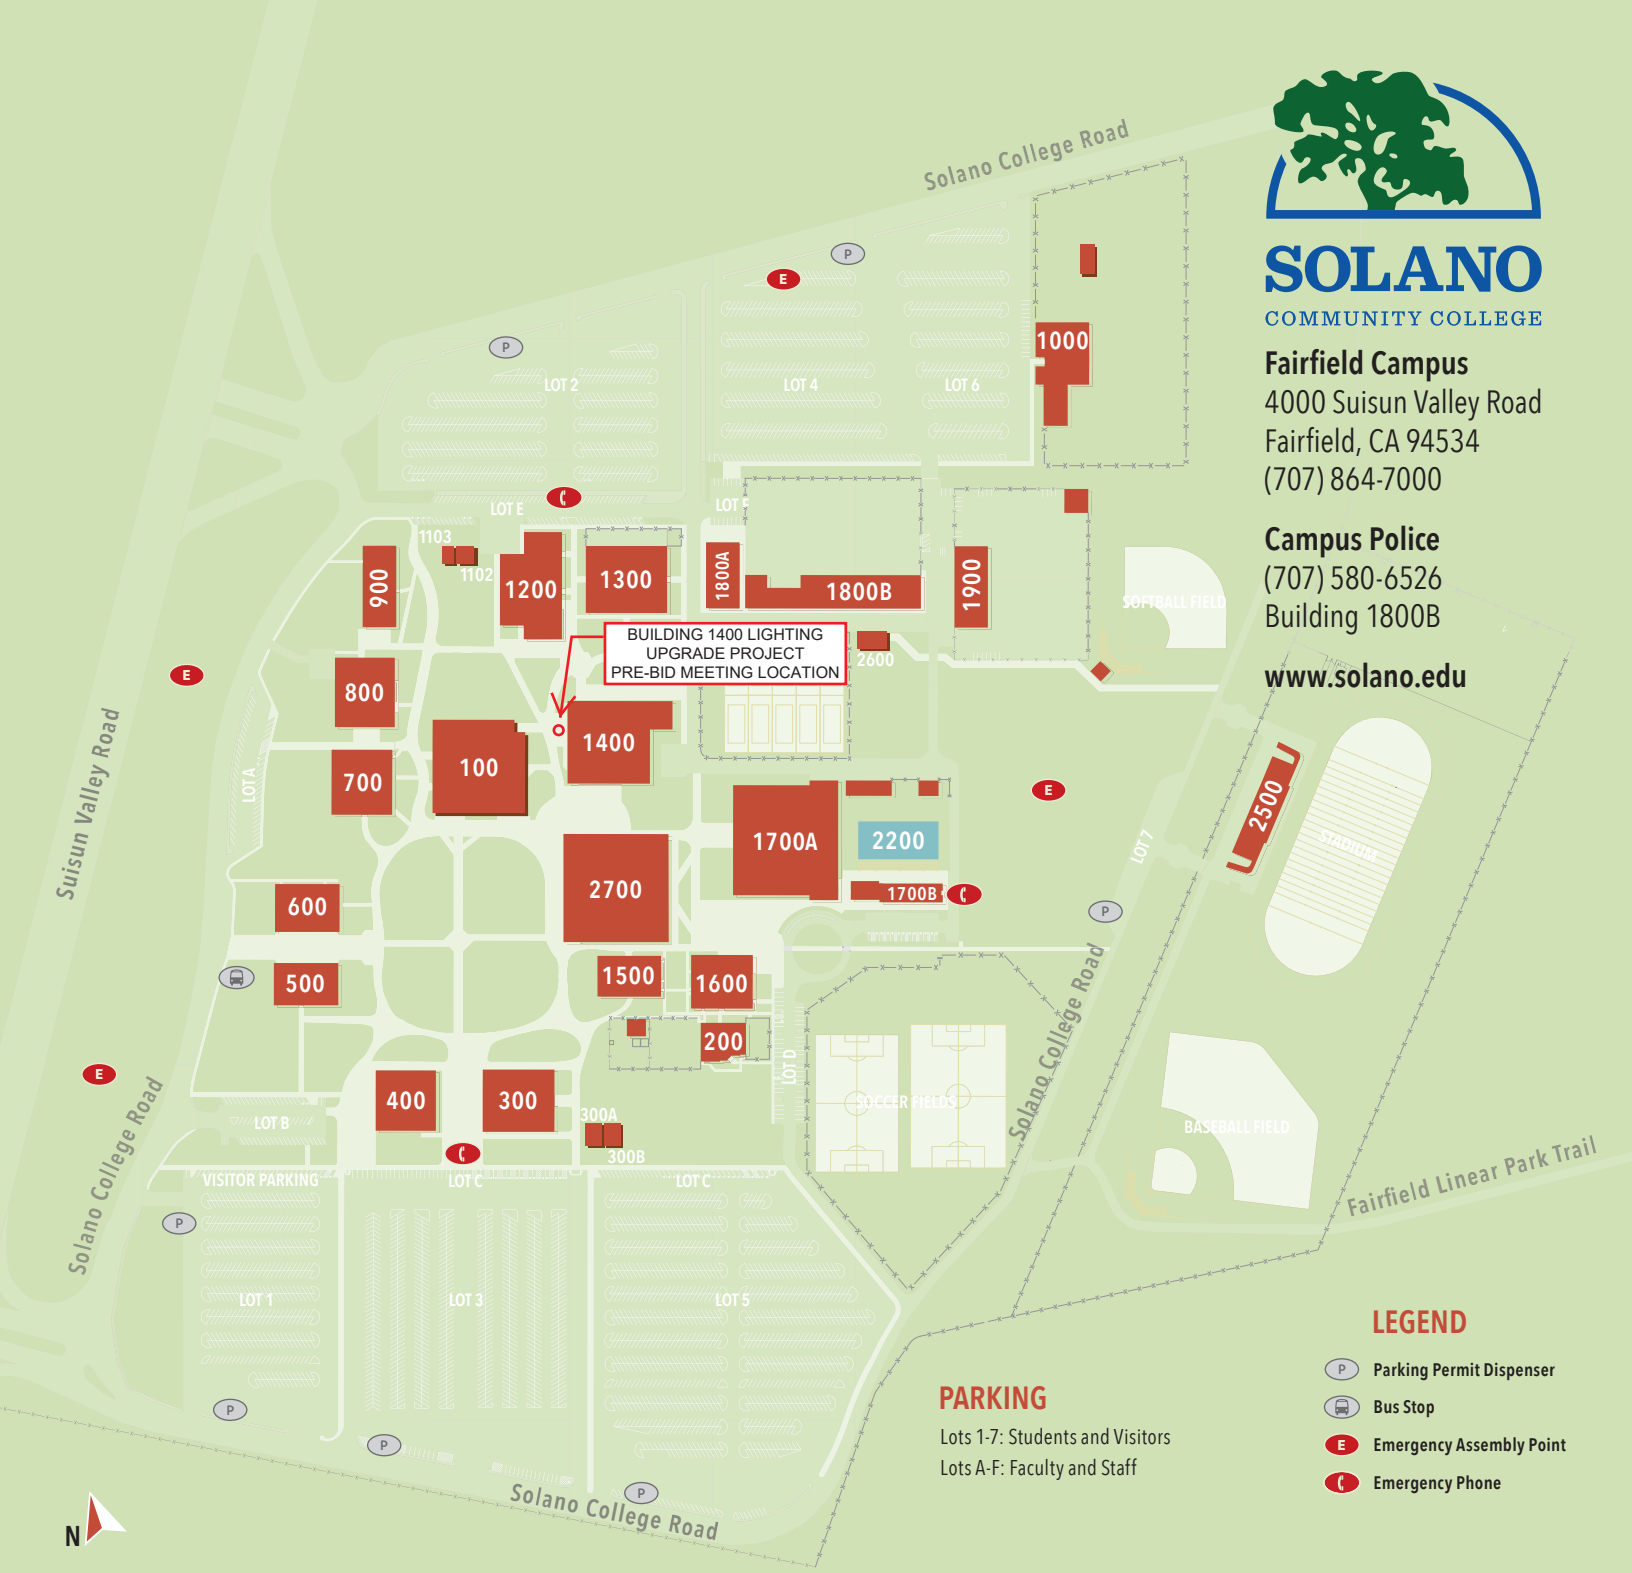 Solano College Road
SOLANO
COMMUNITY COLLEGE
Fairfield Campus
4000 Suisun Valley Road
Fairfield, CA 94534
(707) 864-7000
Campus Police
(707) 580-6526
Building 1800B
www.solano.edu
P
E
P
1000
LOT 2
LOT 4
LOT 6
LOT E
LOT F
1103
1102
900
1200
1300
1800A
1800B
1900
SOFTBALL FIELD
BUILDING 1400 LIGHTING
UPGRADE PROJECT
PRE-BID MEETING LOCATION
2600
E
800
1400
100
700
LOT A
Suisun Valley Road
E
2500
STADIUM
LOT 7
1700A
2200
1700B
P
2700
600
500
1500
1600
200
LOT D
Solano College Road
E
400
300
300A
300B
SOCCER FIELDS
BASEBALL FIELD
LOT B
Solano College Road
VISITOR PARKING
LOT C
LOT C
Fairfield Linear Park Trail
P
LOT 1
LOT 3
LOT 5
P
P
P
Solano College Road
N
PARKING
Lots 1-7: Students and Visitors
Lots A-F: Faculty and Staff
LEGEND
P Parking Permit Dispenser
Bus Stop
E Emergency Assembly Point
Emergency Phone